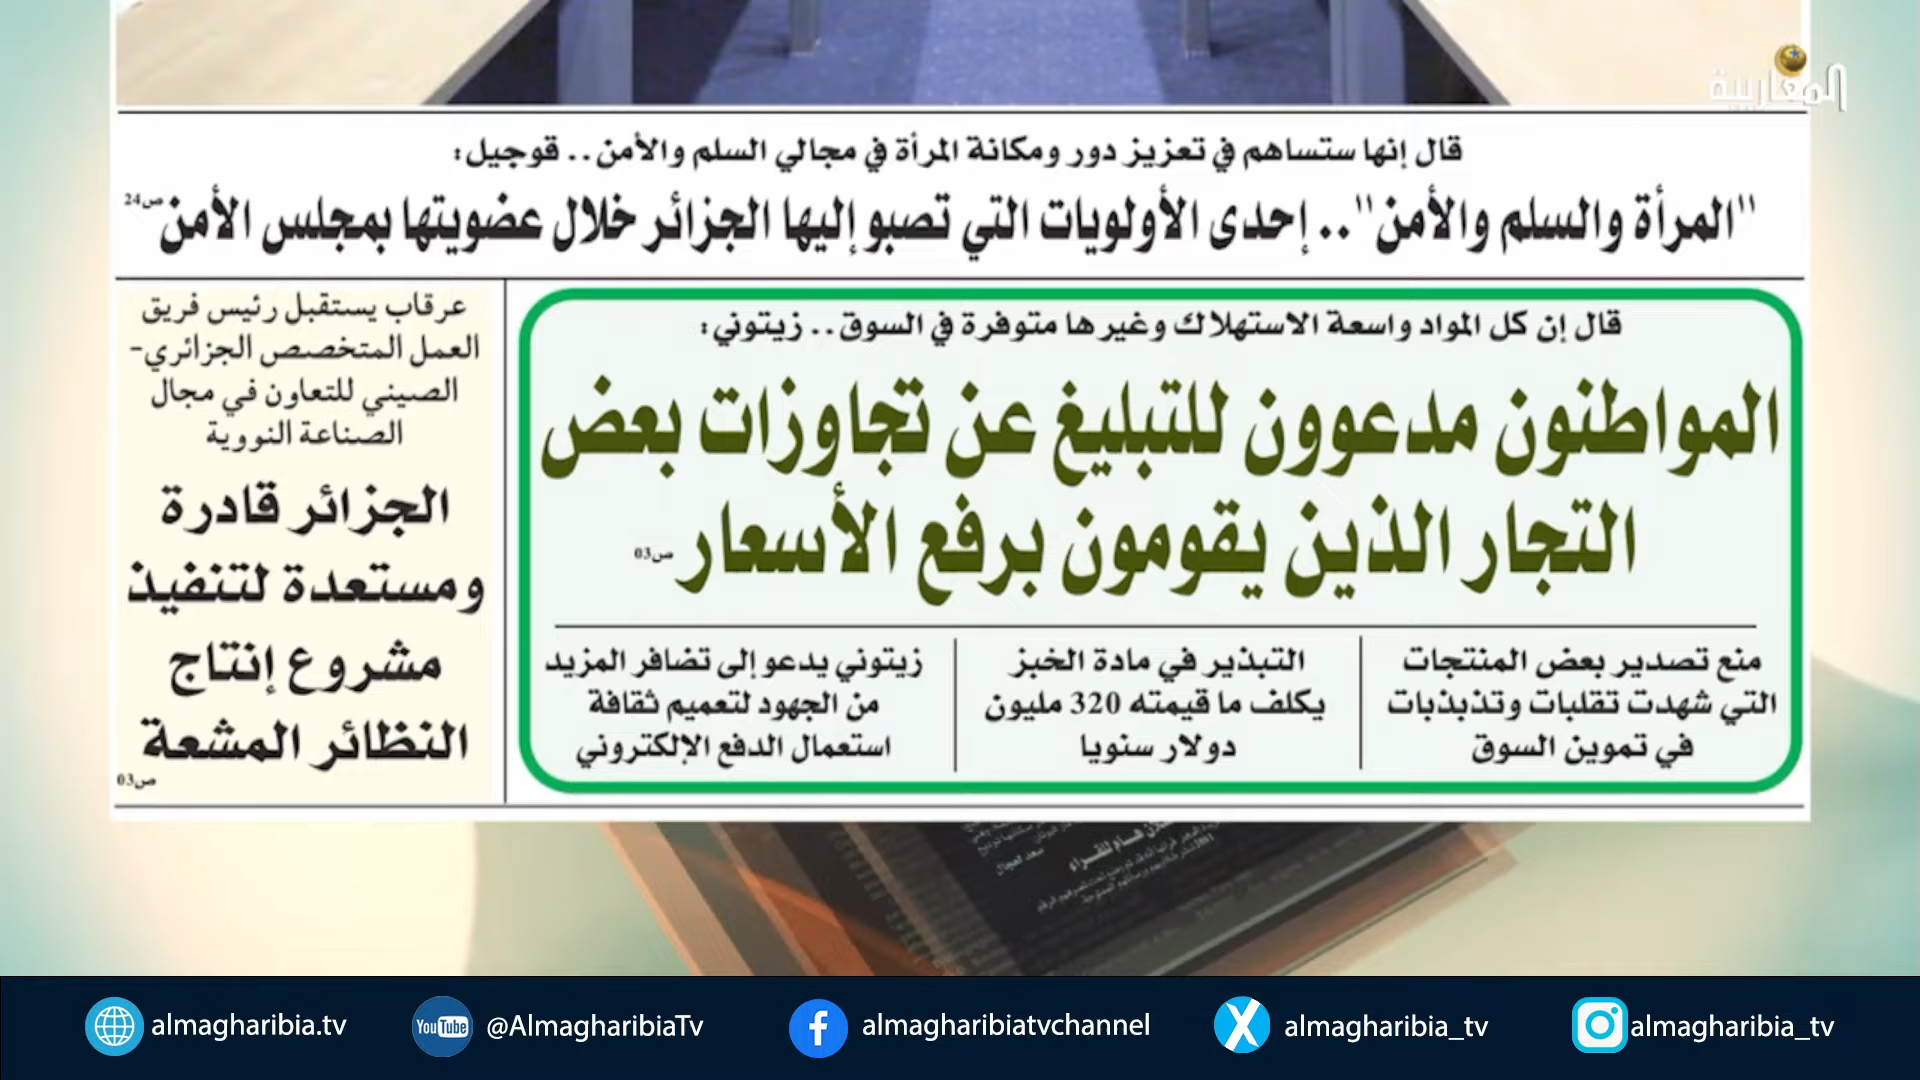 المغاربية
قال إنها ستساهم في تعزيز دور ومكانة المرأة في مجالي السلم والأمن.. قوجيل:
"المرأة والسلم والأمن".. إحدى الأولويات التي تصبو إليها الجزائر خلال عضويتها بمجلس الأمن ص24
قال إن كل المواد واسعة الاستهلاك وغيرها متوفرة في السوق.. زيتوني:
المواطنون مدعوون للتبليغ عن تجاوزات بعض
التجار الذين يقومون برفع الأسعار ص03
منع تصدير بعض المنتجات
التي شهدت تقلبات وتذبذبات
في تموين السوق
التبذير في مادة الخبز
يكلف ما قيمته 320 مليون
دولار سنويا
زيتوني يدعو إلى تضافر المزيد
من الجهود لتعميم ثقافة
استعمال الدفع الإلكتروني
عرقاب يستقبل رئيس فريق
العمل المتخصص الجزائري-
الصيني للتعاون في مجال
الصناعة النووية
الجزائر قادرة
ومستعدة لتنفيذ
مشروع إنتاج
النظائر المشعة
ص03
almagharibia.tv
YouTube @AlmagharibiaTv
almagharibiatvchannel
almagharibia_tv
almagharibia_tv